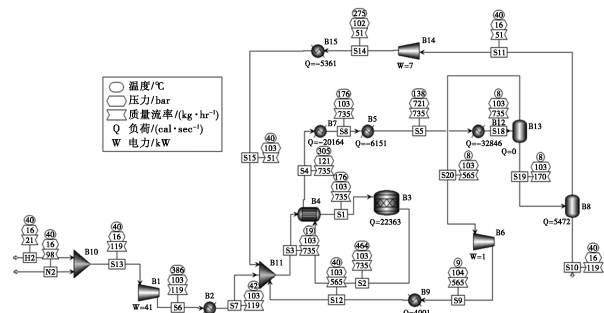 275
102
51
B15
S14
Q=-5361
B14
W=7
40
16
51
S11
温度/℃
压力/bar
质量流率/(kg·hr⁻¹)
Q 负荷/(cal·sec⁻¹)
W 电力/kW
176
103
735
B7
S8
Q=-20164
B5
Q=-6151
138
721
735
S5
8
103
735
B12
S18
Q=-32846
B13
Q=0
40
103
51
S15
305
121
735
S4
176
103
735
S1
B4
B3
Q=22363
8
103
565
S20
8
103
170
S19
B8
Q=5472
40
16
21
H2
40
16
98
N2
B10
40
16
119
S13
B1
W=41
386
103
119
S6
B2
S7
42
103
119
B11
S3
19
103
735
40
103
565
S12
464
103
735
S2
B9
9
104
565
S9
B6
W=1
40
16
119
S10